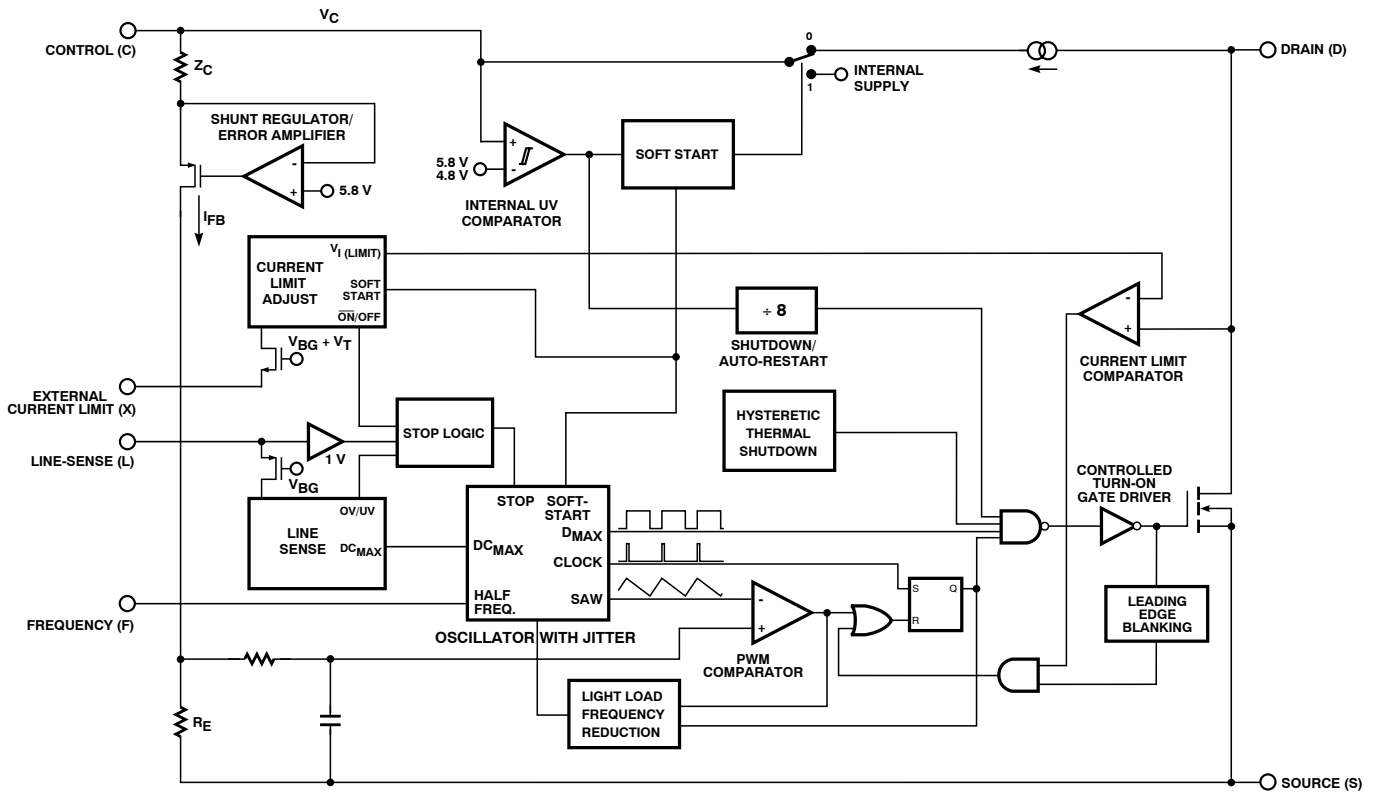 V_C
0
CONTROL (C)
DRAIN (D)
Z_C
INTERNAL
SUPPLY
1
SHUNT REGULATOR/
ERROR AMPLIFIER
-
+
5.8 V
+
-
5.8 V
4.8 V
SOFT START
INTERNAL UV
COMPARATOR
I_FB
V_I (LIMIT)
CURRENT
LIMIT
ADJUST
SOFT
START
O̅N̅/OFF
÷ 8
SHUTDOWN/
AUTO-RESTART
-
+
CURRENT LIMIT
COMPARATOR
V_BG + V_T
EXTERNAL
CURRENT LIMIT (X)
HYSTERETIC
THERMAL
SHUTDOWN
STOP LOGIC
1 V
LINE-SENSE (L)
V_BG
CONTROLLED
TURN-ON
GATE DRIVER
OV/UV
LINE
SENSE
DC_MAX
STOP
SOFT-
START
D_MAX
DC_MAX
CLOCK
HALF
FREQ.
SAW
OSCILLATOR WITH JITTER
-
+
PWM
COMPARATOR
S
Q
R
LEADING
EDGE
BLANKING
FREQUENCY (F)
LIGHT LOAD
FREQUENCY
REDUCTION
R_E
SOURCE (S)